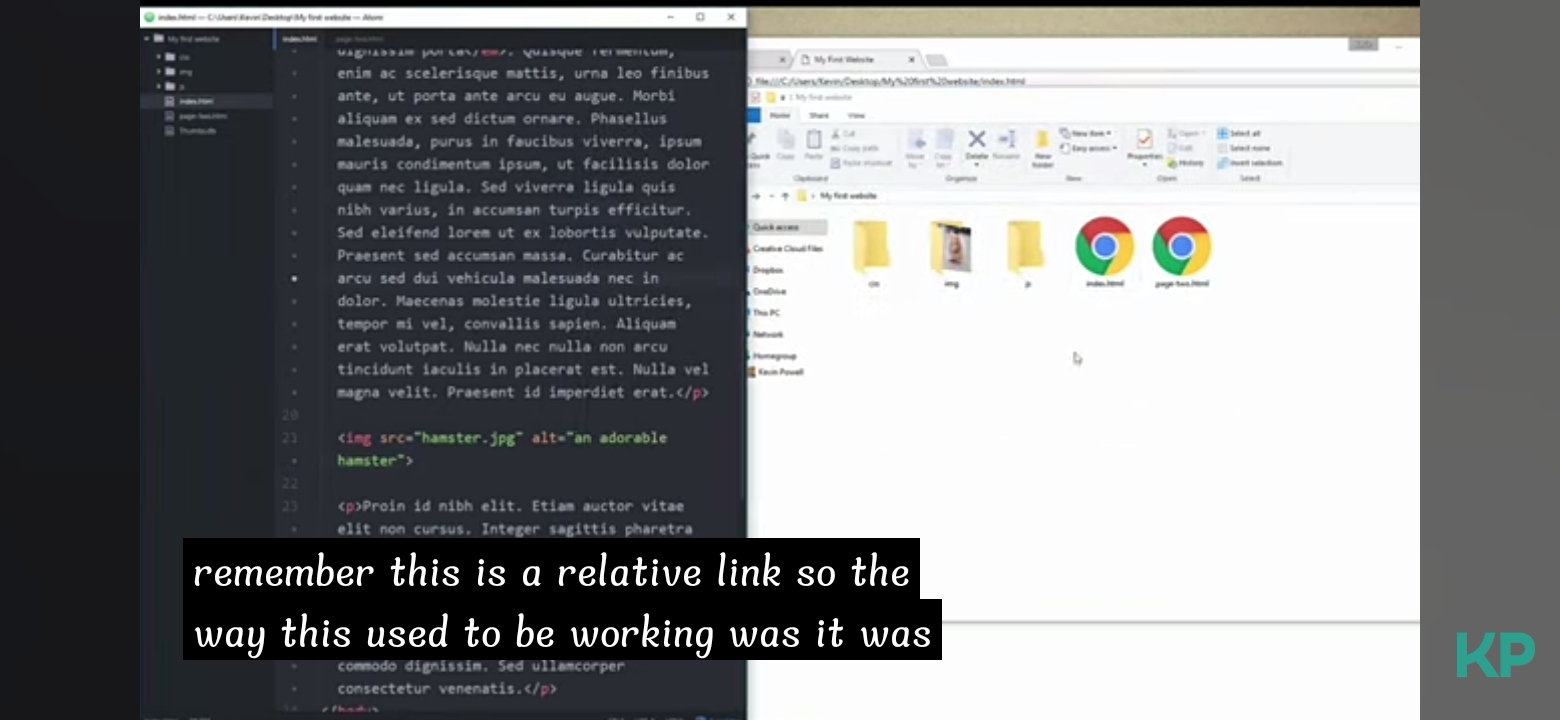 index.html — C:\Users\Kevin\Desktop\My first website — Atom
My first website
css
img
js
index.html
page-two.html
Thumbs.db
index.html page-two.html
dignissim porta</em>. Quisque fermentum,
enim ac scelerisque mattis, urna leo finibus
ante, ut porta ante arcu eu augue. Morbi
aliquam ex sed dictum ornare. Phasellus
malesuada, purus in faucibus viverra, ipsum
mauris condimentum ipsum, ut facilisis dolor
quam nec ligula. Sed viverra ligula quis
nibh varius, in accumsan turpis efficitur.
Sed eleifend lorem ut ex lobortis vulputate.
Praesent sed accumsan massa. Curabitur ac
arcu sed dui vehicula malesuada nec in
dolor. Maecenas molestie ligula ultricies,
tempor mi vel, convallis sapien. Aliquam
erat volutpat. Nulla nec nulla non arcu
tincidunt iaculis in placerat est. Nulla vel
magna velit. Praesent id imperdiet erat.</p>
20
21 <img src="hamster.jpg" alt="an adorable
hamster">
22
23 <p>Proin id nibh elit. Etiam auctor vitae
elit non cursus. Integer sagittis pharetra
commodo dignissim. Sed ullamcorper
consectetur venenatis.</p>
</body>
My First Website
file:///C:/Users/Kevin/Desktop/My%20first%20website/index.html
My first website
Home Share View
Copy Paste
Cut
Copy path
Paste shortcut
Move to
Copy to
Delete
Rename
New folder
New item
Easy access
Properties
Open
Edit
History
Select all
Select none
Invert selection
Clipboard Organize New Open Select
My first website
Quick access
Creative Cloud Files
Dropbox
OneDrive
This PC
Network
Homegroup
Kevin Powell
css img js index.html page-two.html
remember this is a relative link so the
way this used to be working was it was
KP